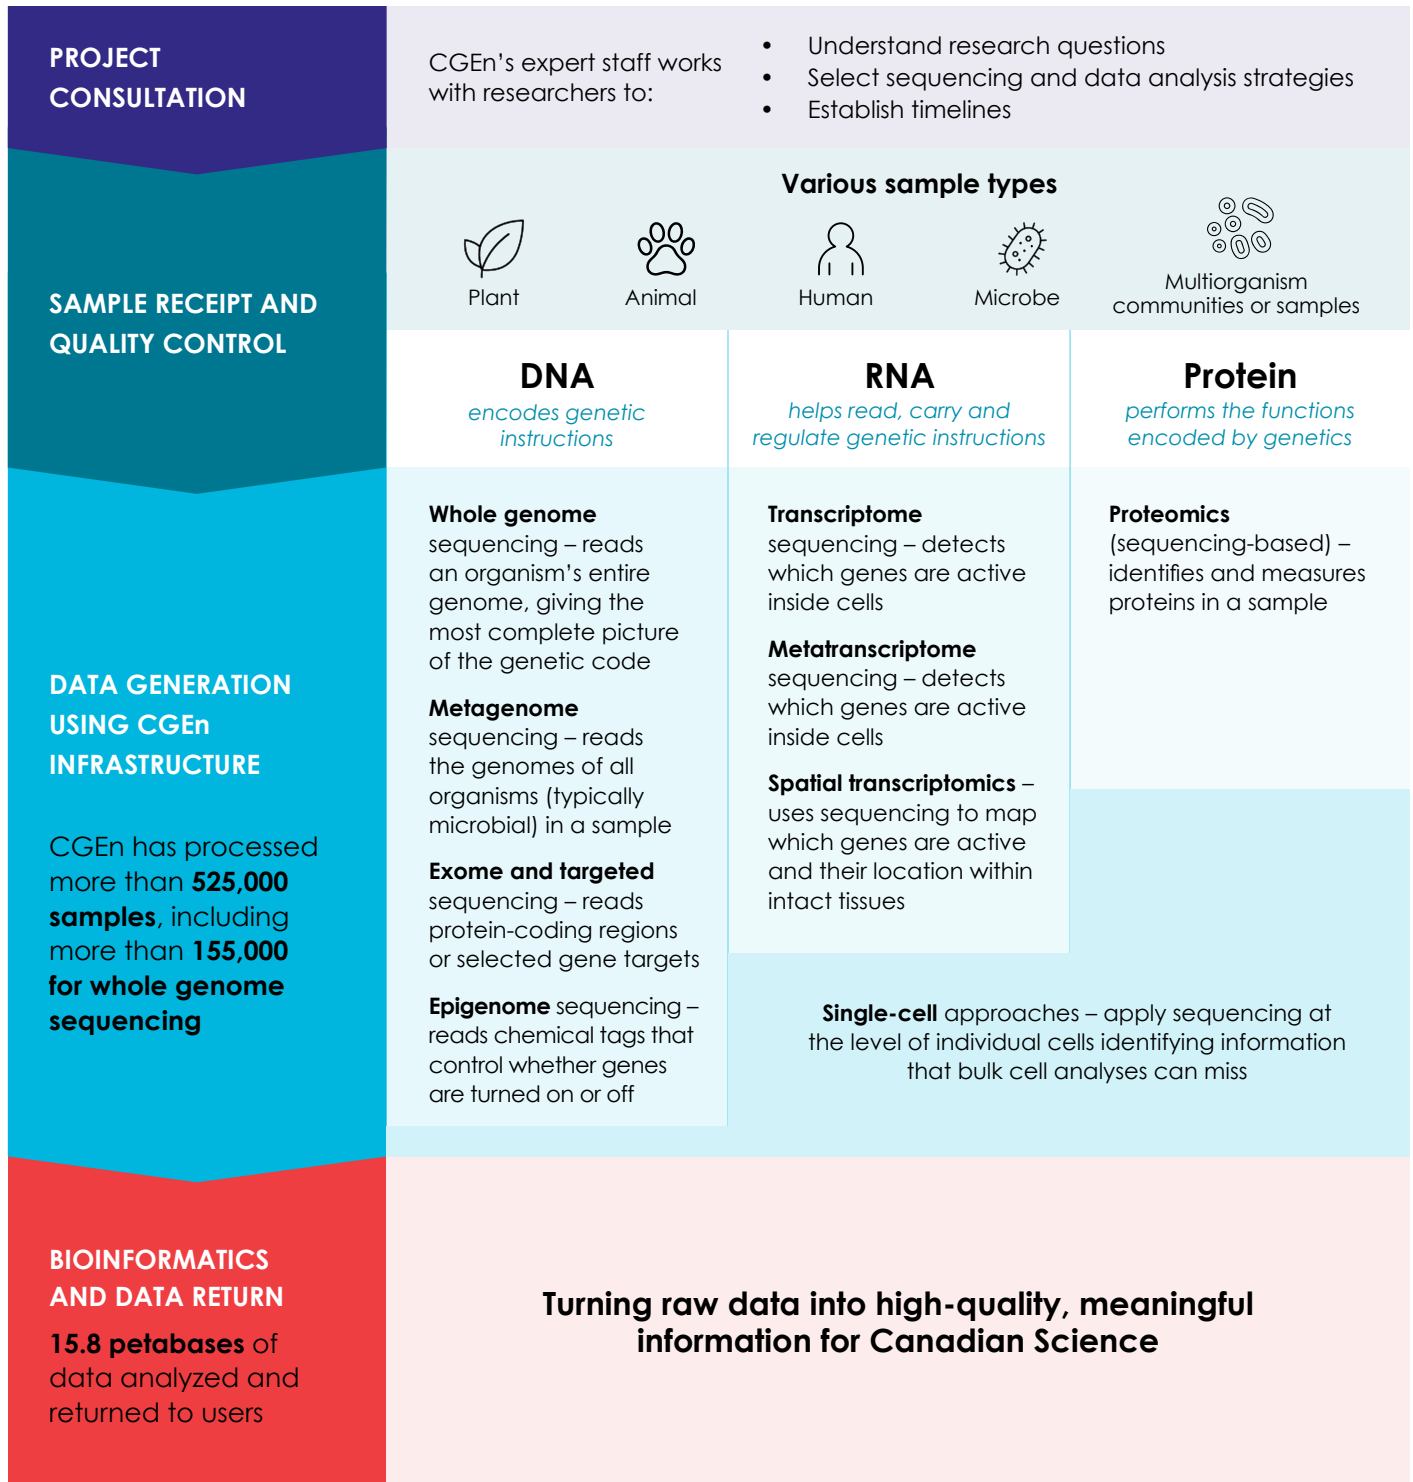 PROJECT
CONSULTATION
CGEn's expert staff works
with researchers to:
• Understand research questions
• Select sequencing and data analysis strategies
• Establish timelines
SAMPLE RECEIPT AND
QUALITY CONTROL
Various sample types
Plant
Animal
Human
Microbe
Multiorganism
communities or samples
DNA
encodes genetic
instructions
RNA
helps read, carry and
regulate genetic instructions
Protein
performs the functions
encoded by genetics
DATA GENERATION
USING CGEn
INFRASTRUCTURE
CGEn has processed
more than 525,000
samples, including
more than 155,000
for whole genome
sequencing
Whole genome
sequencing – reads
an organism's entire
genome, giving the
most complete picture
of the genetic code
Metagenome
sequencing – reads
the genomes of all
organisms (typically
microbial) in a sample
Exome and targeted
sequencing – reads
protein-coding regions
or selected gene targets
Epigenome sequencing –
reads chemical tags that
control whether genes
are turned on or off
Transcriptome
sequencing – detects
which genes are active
inside cells
Metatranscriptome
sequencing – detects
which genes are active
inside cells
Spatial transcriptomics –
uses sequencing to map
which genes are active
and their location within
intact tissues
Proteomics
(sequencing-based) –
identifies and measures
proteins in a sample
Single-cell approaches – apply sequencing at
the level of individual cells identifying information
that bulk cell analyses can miss
BIOINFORMATICS
AND DATA RETURN
15.8 petabases of
data analyzed and
returned to users
Turning raw data into high-quality, meaningful
information for Canadian Science